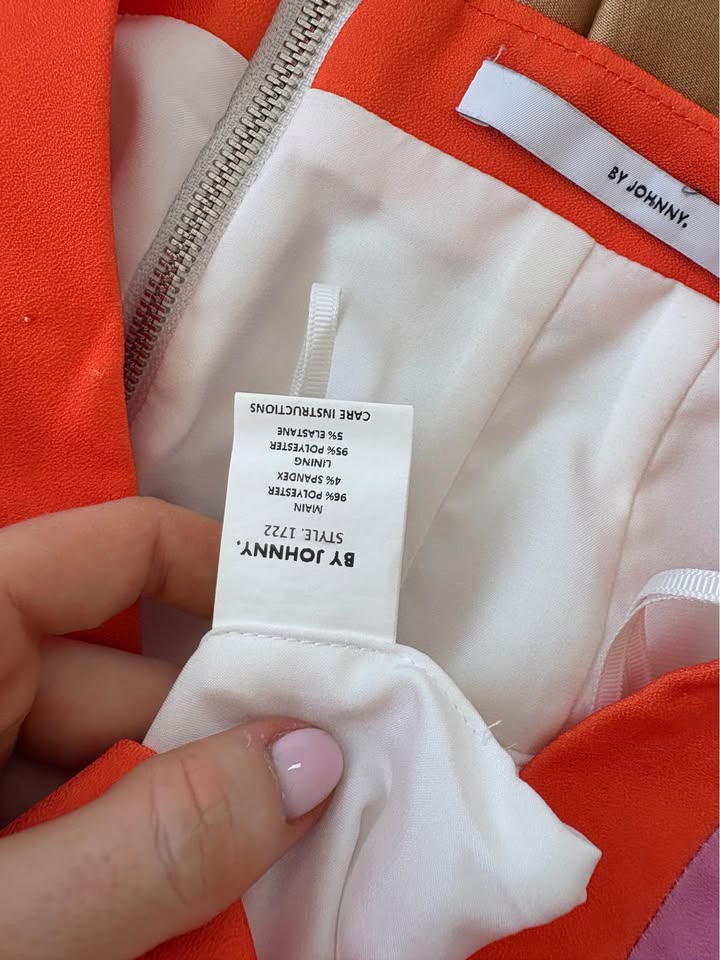 BY JOHNNY.
BY JOHNNY.
STYLE. 1722
MAIN
96% POLYESTER
4% SPANDEX
LINING
95% POLYESTER
5% ELASTANE
CARE INSTRUCTIONS